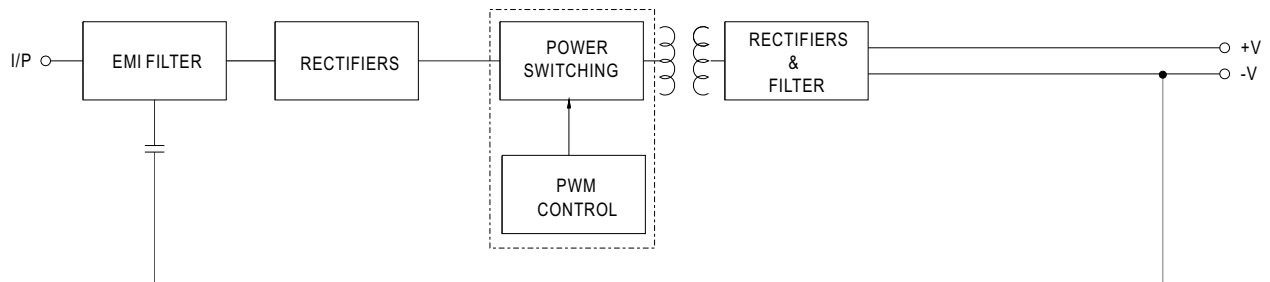 I/P
EMI FILTER
RECTIFIERS
POWER
SWITCHING
PWM
CONTROL
RECTIFIERS
&
FILTER
+V
-V